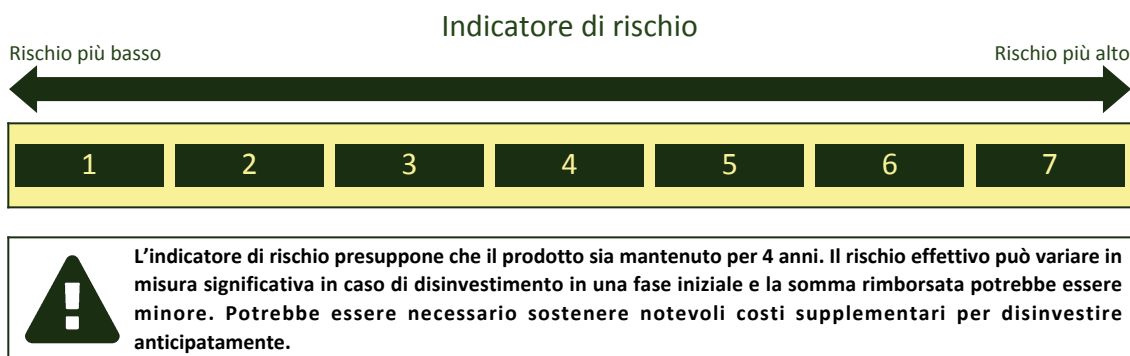 Indicatore di rischio
Rischio più basso
Rischio più alto
1 2 3 4 5 6 7
L’indicatore di rischio presuppone che il prodotto sia mantenuto per 4 anni. Il rischio effettivo può variare in
misura significativa in caso di disinvestimento in una fase iniziale e la somma rimborsata potrebbe essere
minore. Potrebbe essere necessario sostenere notevoli costi supplementari per disinvestire
anticipatamente.